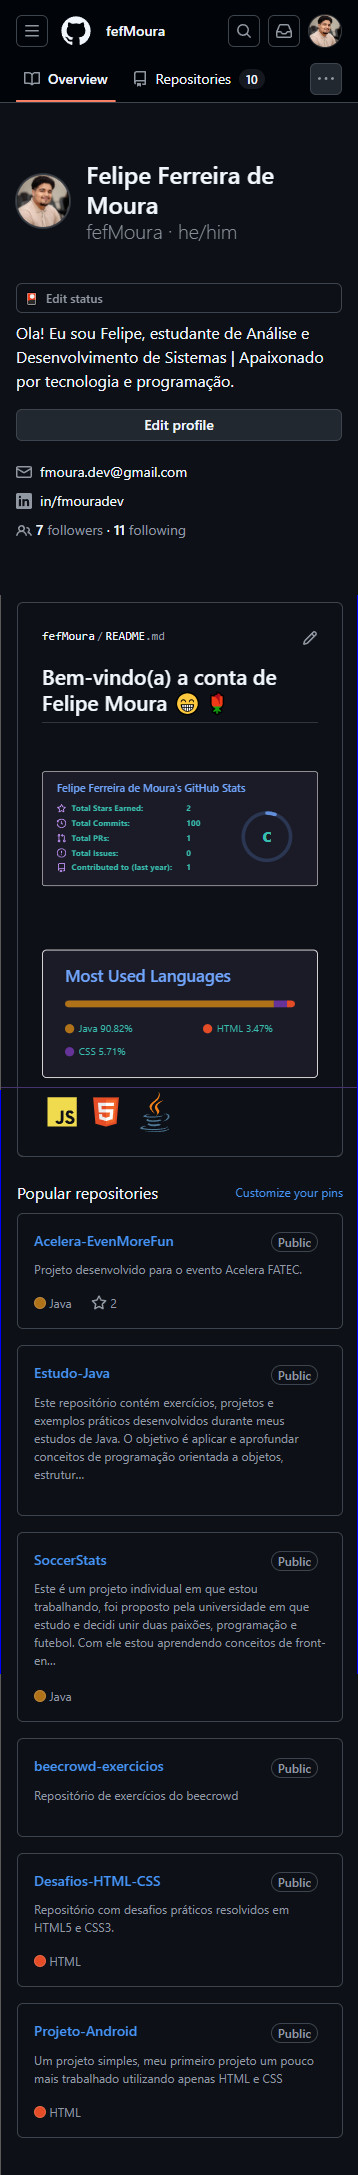 fefMoura
Overview
Repositories 10
Felipe Ferreira de
Moura
fefMoura · he/him
Edit status
Ola! Eu sou Felipe, estudante de Análise e
Desenvolvimento de Sistemas | Apaixonado
por tecnologia e programação.
Edit profile
fmoura.dev@gmail.com
in/fmouradev
7 followers · 11 following
fefMoura/README.md
Bem-vindo(a) a conta de
Felipe Moura 😁 🌹
Felipe Ferreira de Moura's GitHub Stats
Total Stars Earned: 2
Total Commits: 100
Total PRs: 1
Total Issues: 0
Contributed to (last year): 1
C
Most Used Languages
Java 90.82%
HTML 3.47%
CSS 5.71%
JS
5
Popular repositories
Customize your pins
Acelera-EvenMoreFun
Public
Projeto desenvolvido para o evento Acelera FATEC.
Java
2
Estudo-Java
Public
Este repositório contém exercícios, projetos e
exemplos práticos desenvolvidos durante meus
estudos de Java. O objetivo é aplicar e aprofundar
conceitos de programação orientada a objetos,
estrutur...
SoccerStats
Public
Este é um projeto individual em que estou
trabalhando, foi proposto pela universidade em que
estudo e decidi unir duas paixões, programação e
futebol. Com ele estou aprendendo conceitos de front-
en...
Java
beecrowd-exercicios
Public
Repositório de exercícios do beecrowd
Desafios-HTML-CSS
Public
Repositório com desafios práticos resolvidos em
HTML5 e CSS3.
HTML
Projeto-Android
Public
Um projeto simples, meu primeiro projeto um pouco
mais trabalhado utilizando apenas HTML e CSS
HTML